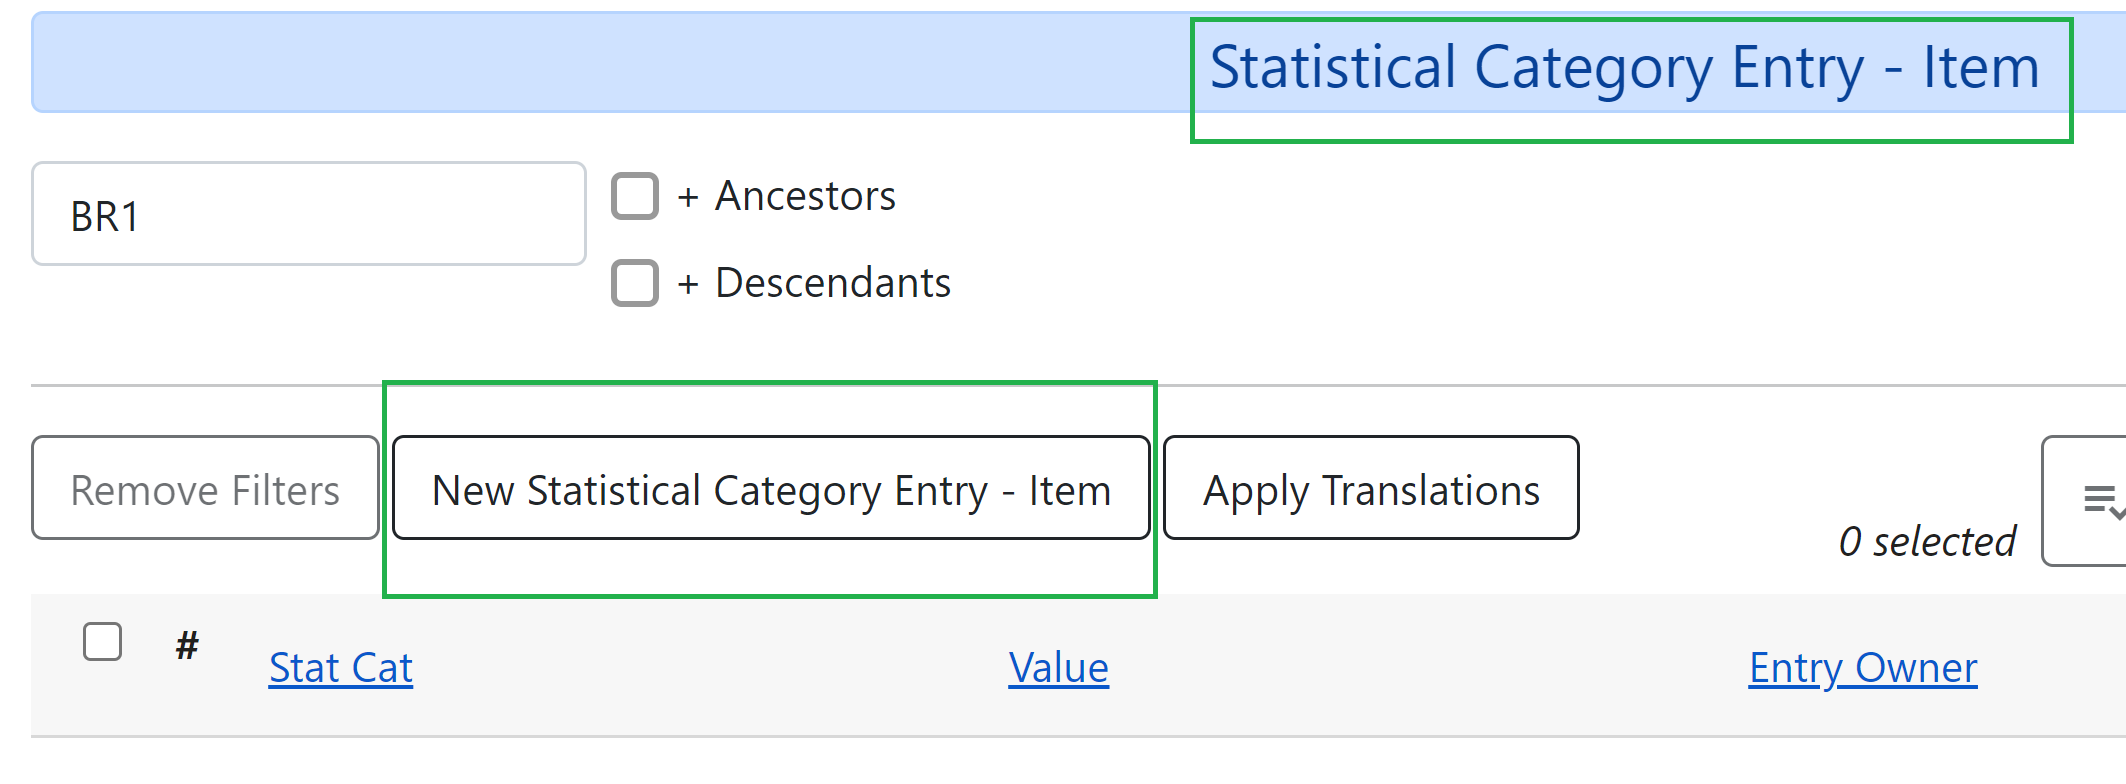 Statistical Category Entry - Item
BR1
+ Ancestors
+ Descendants
Remove Filters
New Statistical Category Entry - Item
Apply Translations
0 selected
#
Stat Cat
Value
Entry Owner